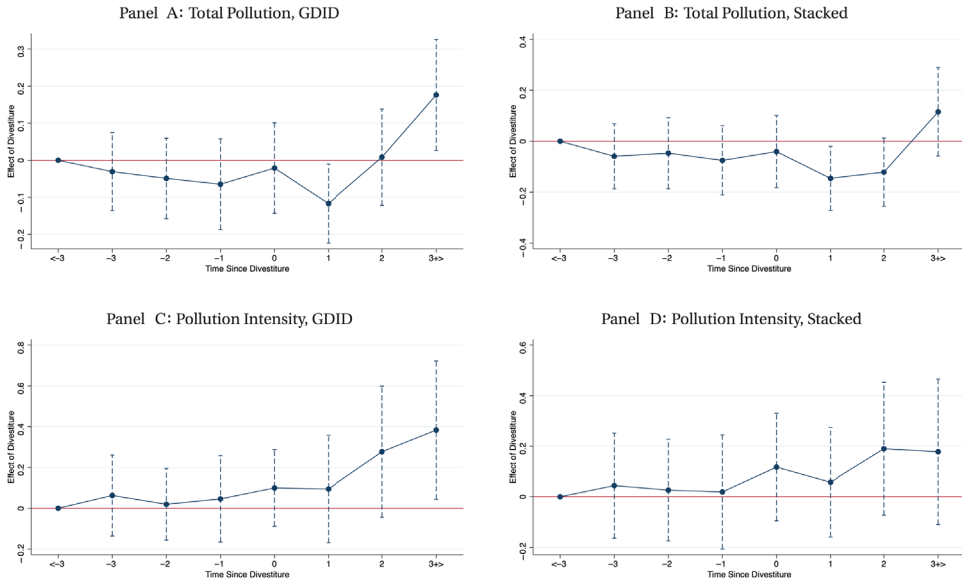 Panel A: Total Pollution, GDID
Effect of Divestiture
0.3
0.2
0.1
0
−0.1
−0.2
<−3 −3 −2 −1 0 1 2 3+>
Time Since Divestiture
Panel B: Total Pollution, Stacked
Effect of Divestiture
0.4
0.2
0
−0.2
−0.4
<−3 −3 −2 −1 0 1 2 3+>
Time Since Divestiture
Panel C: Pollution Intensity, GDID
Effect of Divestiture
0.8
0.6
0.4
0.2
0
−0.2
<−3 −3 −2 −1 0 1 2 3+>
Time Since Divestiture
Panel D: Pollution Intensity, Stacked
Effect of Divestiture
0.6
0.4
0.2
0
−0.2
<−3 −3 −2 −1 0 1 2 3+>
Time Since Divestiture